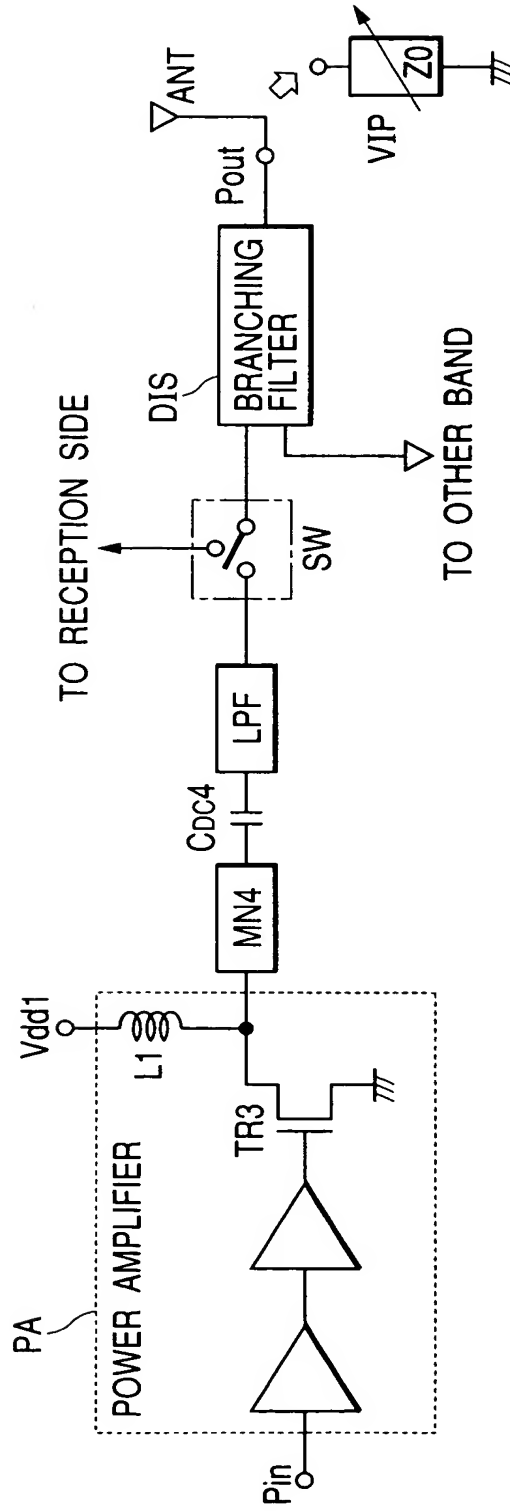 PA
POWER AMPLIFIER
Pin
Vdd1
L1
TR3
MN4
CDC4
LPF
TO RECEPTION SIDE
SW
DIS
BRANCHING
FILTER
TO OTHER BAND
Pout
ANT
VIP
Z0